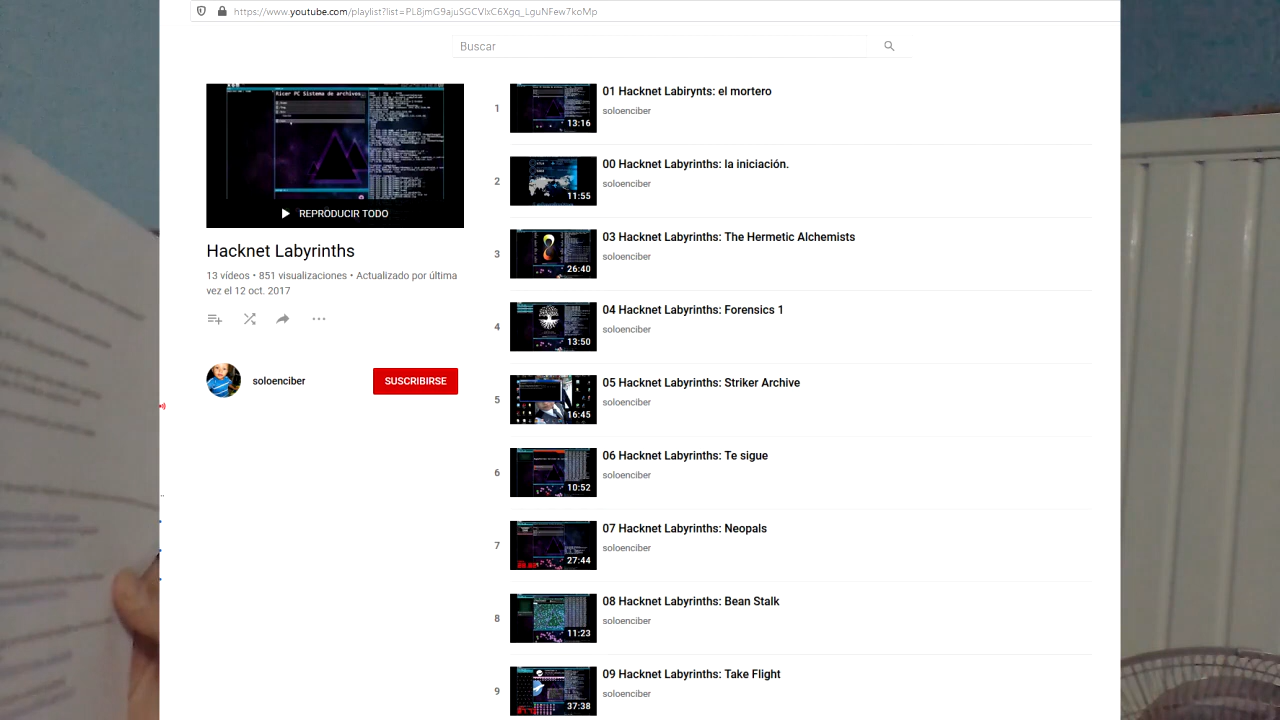 https://www.youtube.com/playlist?list=PL8jmG9ajuSGCVlxC6Xgq_LguNFew7koMp
Buscar
Ricer PC Sistema de archivos
REPRODUCIR TODO
Hacknet Labyrinths
13 vídeos • 851 visualizaciones • Actualizado por última
vez el 12 oct. 2017
soloenciber
SUSCRIBIRSE
1
13:16
01 Hacknet Labirynts: el mortero
soloenciber
2
11:55
00 Hacknet Labyrinths: la iniciación.
soloenciber
3
26:40
03 Hacknet Labyrinths: The Hermetic Alchemists
soloenciber
4
13:50
04 Hacknet Labyrinths: Forensics 1
soloenciber
5
16:45
05 Hacknet Labyrinths: Striker Archive
soloenciber
6
10:52
06 Hacknet Labyrinths: Te sigue
soloenciber
7
27:44
07 Hacknet Labyrinths: Neopals
soloenciber
8
11:23
08 Hacknet Labyrinths: Bean Stalk
soloenciber
9
37:38
09 Hacknet Labyrinths: Take Flight
soloenciber